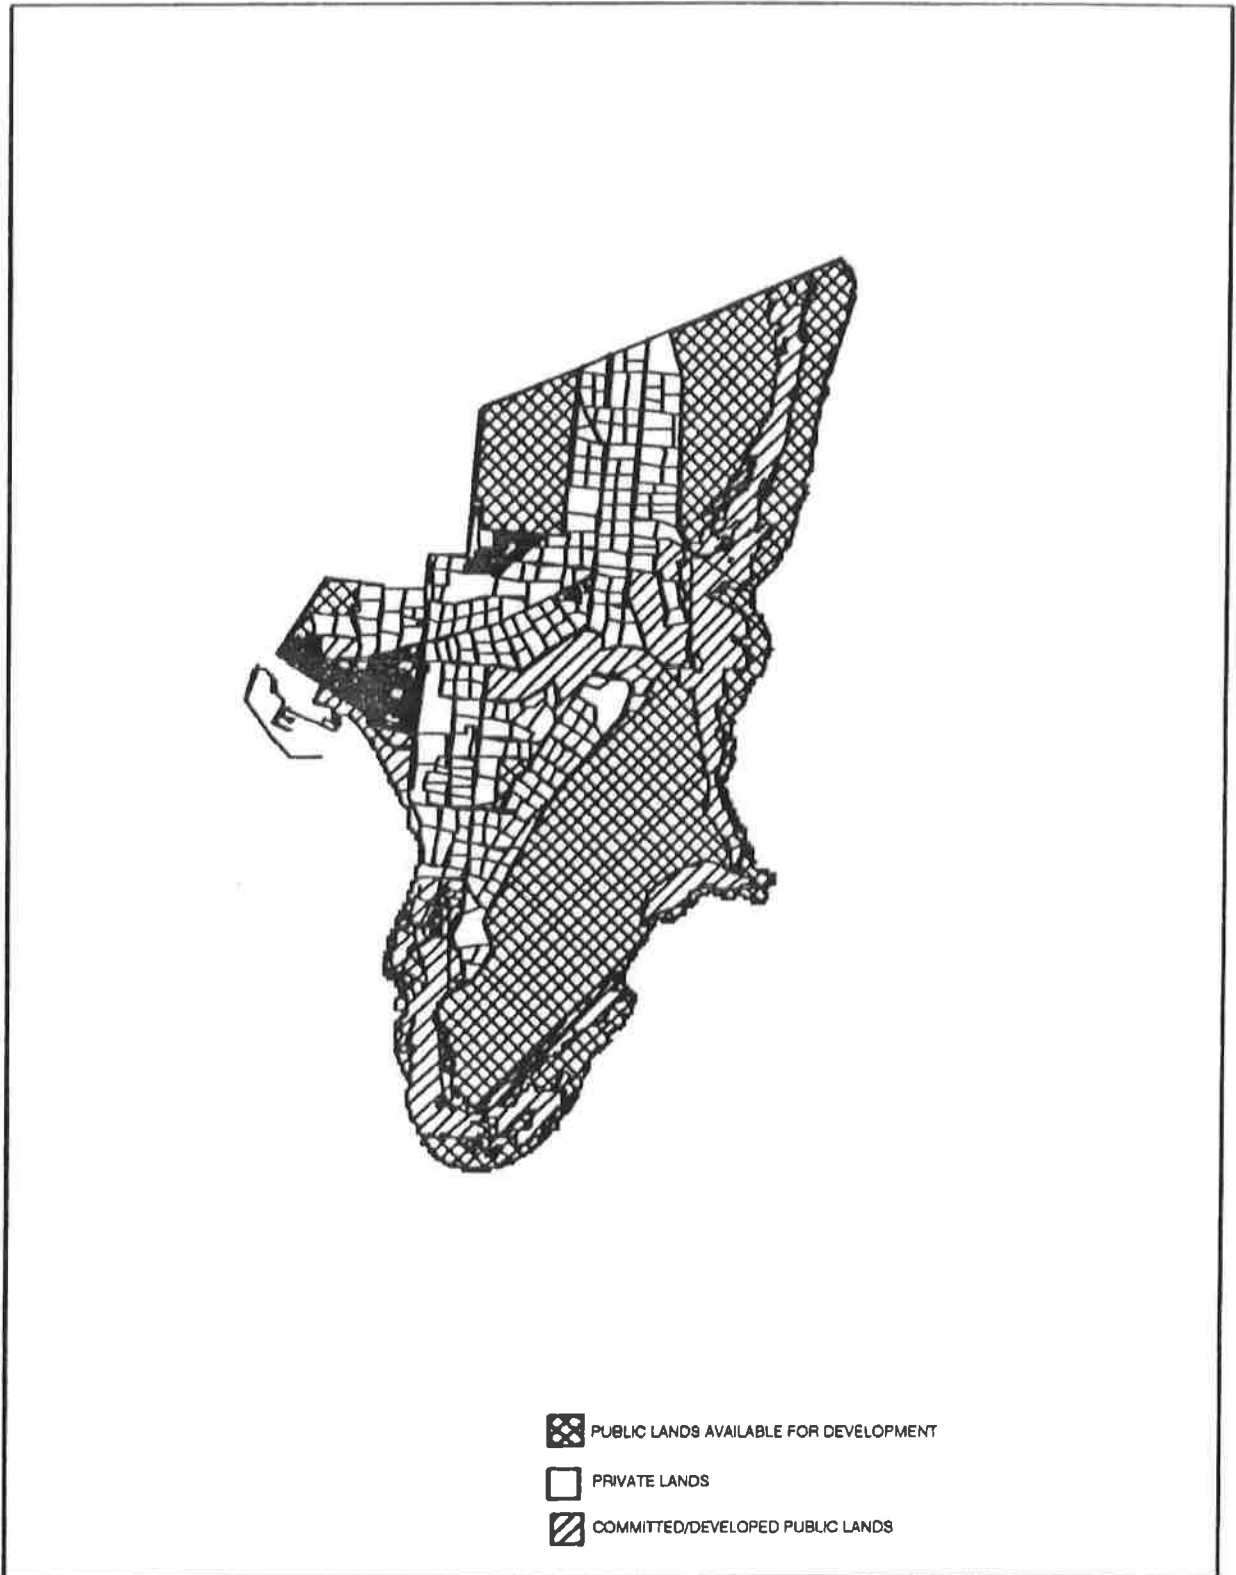 PUBLIC LANDS AVAILABLE FOR DEVELOPMENT
PRIVATE LANDS
COMMITTED/DEVELOPED PUBLIC LANDS